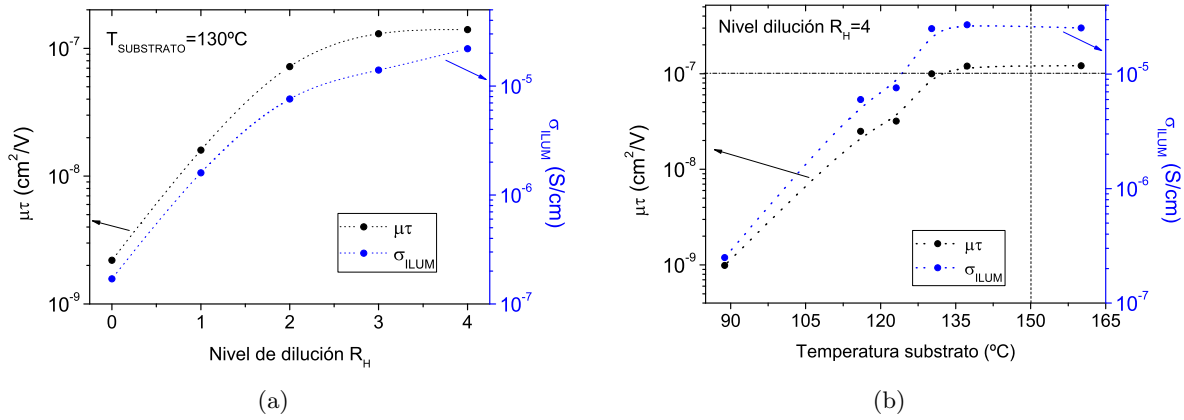 T_SUBSTRATO=130ºC
10⁻⁷
10⁻⁸
10⁻⁹
μτ (cm²/V)
0 1 2 3 4
Nivel de dilución R_H
10⁻⁵
10⁻⁶
10⁻⁷
σ_ILUM (S/cm)
μτ
σ_ILUM
(a)
Nivel dilución R_H=4
10⁻⁶
10⁻⁷
10⁻⁸
10⁻⁹
μτ (cm²/V)
90 105 120 135 150 165
Temperatura substrato (ºC)
10⁻⁵
10⁻⁶
10⁻⁷
σ_ILUM (S/cm)
μτ
σ_ILUM
(b)